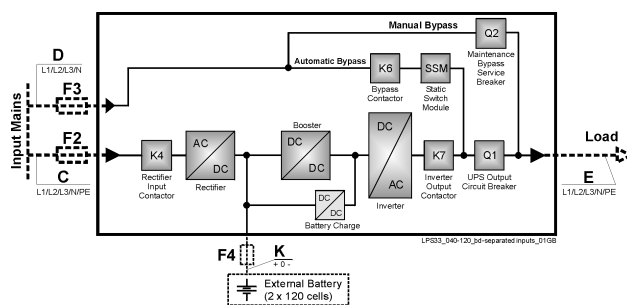 Manual Bypass
Q2
Maintenance
Bypass
Service
Breaker
D
L1/L2/L3/N
Automatic Bypass
K6
SSM
Bypass
Contactor
Static
Switch
Module
F3
Input Mains
F2
C
L1/L2/L3/N/PE
K4
Rectifier
Input
Contactor
AC
DC
Rectifier
Booster
DC
DC
DC
DC
Battery Charge
DC
AC
Inverter
K7
Inverter
Output
Contactor
Q1
UPS Output
Circuit Breaker
Load
E
L1/L2/L3/N/PE
LPS33_040-120_bd-separated inputs_01GB
F4
K
+ 0 -
External Battery
(2 x 120 cells)